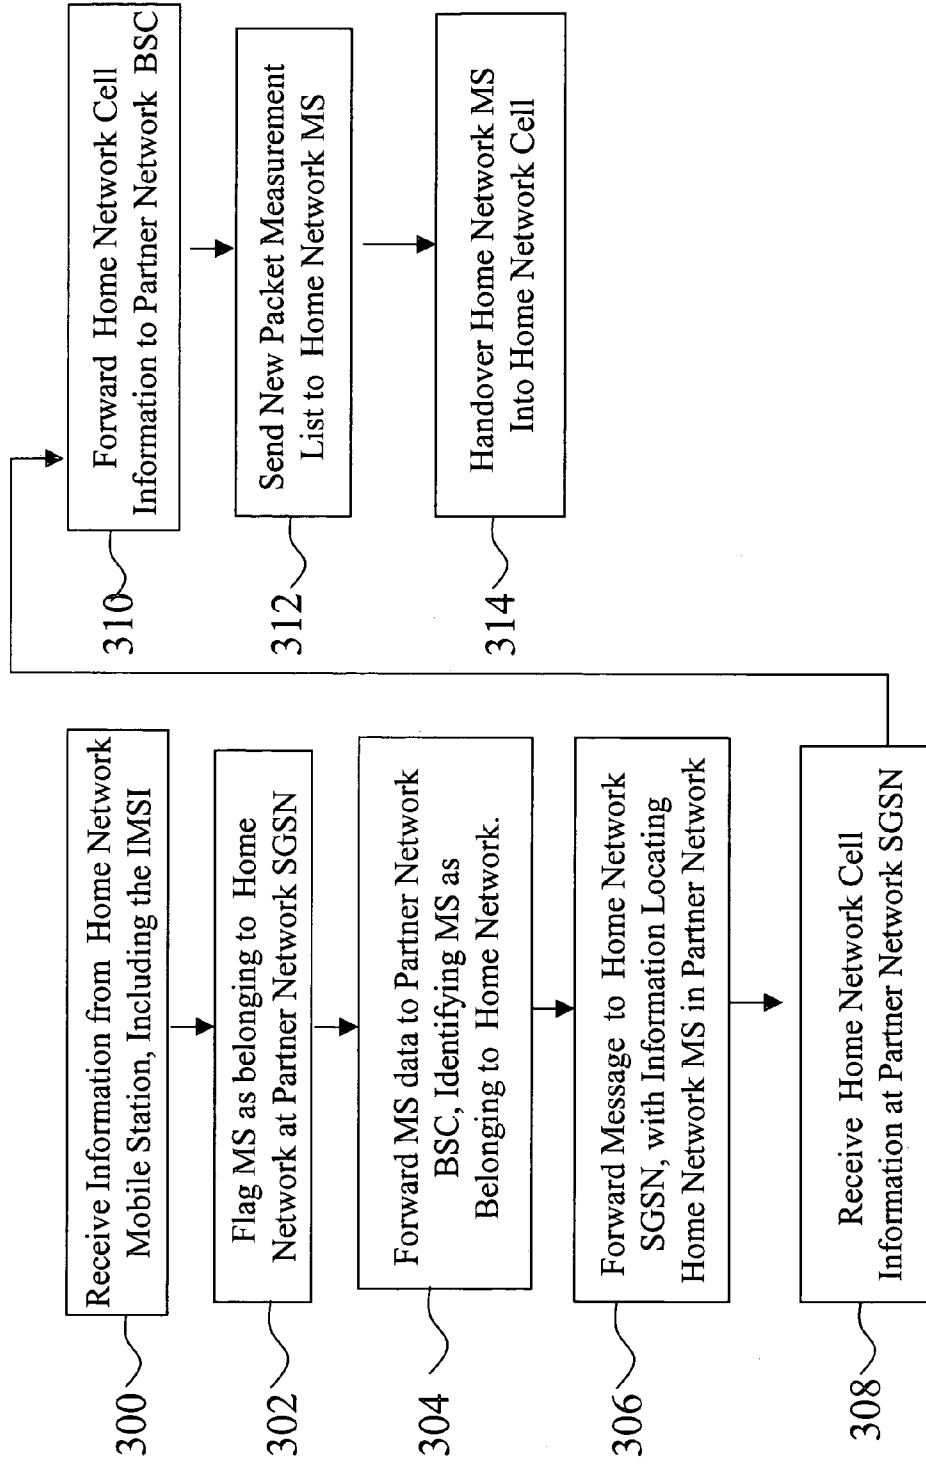 Receive Information from Home Network
Mobile Station, Including the IMSI
300
Flag MS as belonging to Home
Network at Partner Network SGSN
302
Forward MS data to Partner Network
BSC, Identifying MS as
Belonging to Home Network.
304
Forward Message to Home Network
SGSN, with Information Locating
Home Network MS in Partner Network
306
Receive Home Network Cell
Information at Partner Network SGSN
308
Forward Home Network Cell
Information to Partner Network BSC
310
Send New Packet Measurement
List to Home Network MS
312
Handover Home Network MS
Into Home Network Cell
314